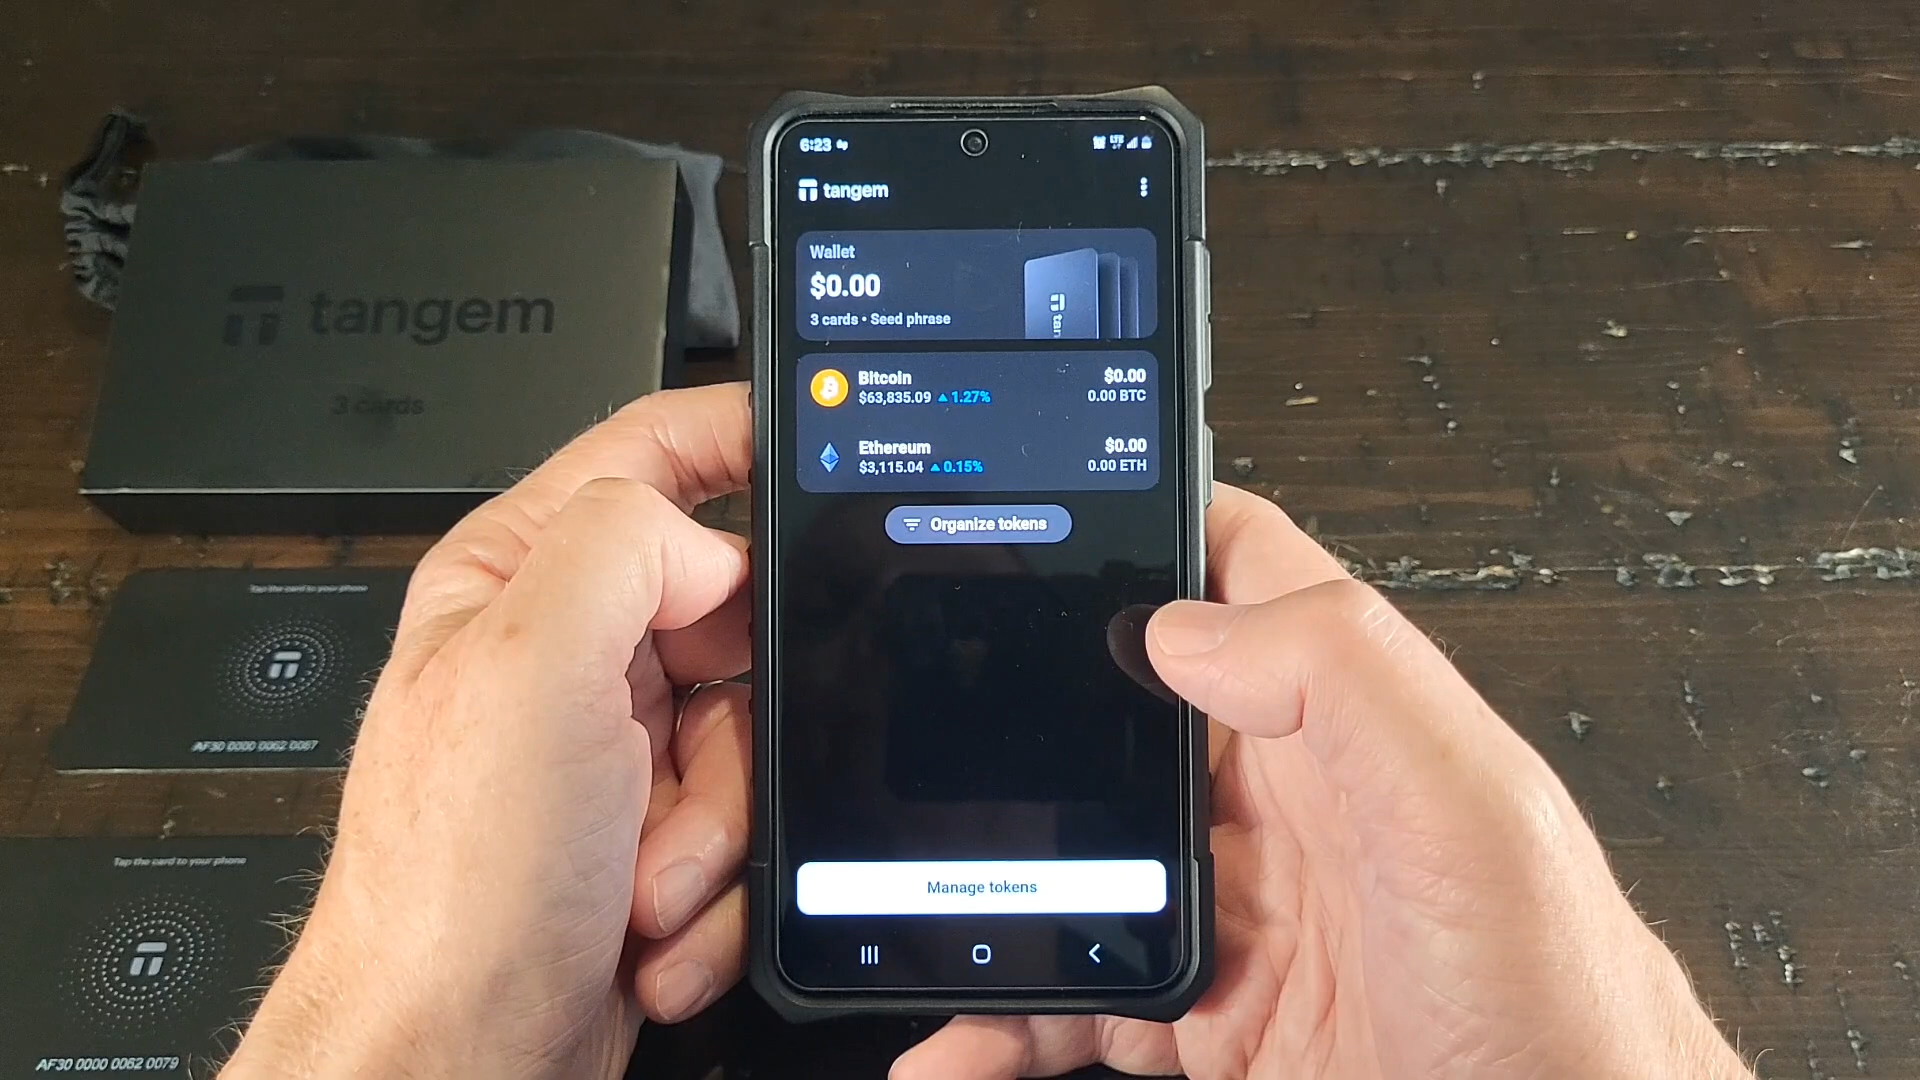 6:23
LTE
tangem
Wallet
$0.00
3 cards • Seed phrase
tan
Bitcoin
$0.00
$63,835.09 ▲ 1.27%
0.00 BTC
Ethereum
$0.00
$3,115.04 ▲ 0.15%
0.00 ETH
Organize tokens
Manage tokens
tangem
3 cards
Tap the card to your phone
AF30 0000 0062 0087
Tap the card to your phone
AF30 0000 0062 0079